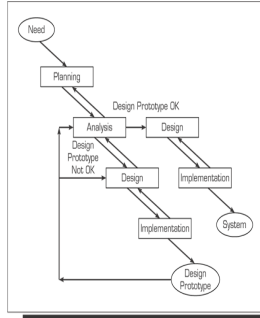 Need
Planning
Design Prototype OK
Analysis
Design
Design
Prototype
Not OK
Design
Implementation
Implementation
System
Design
Prototype